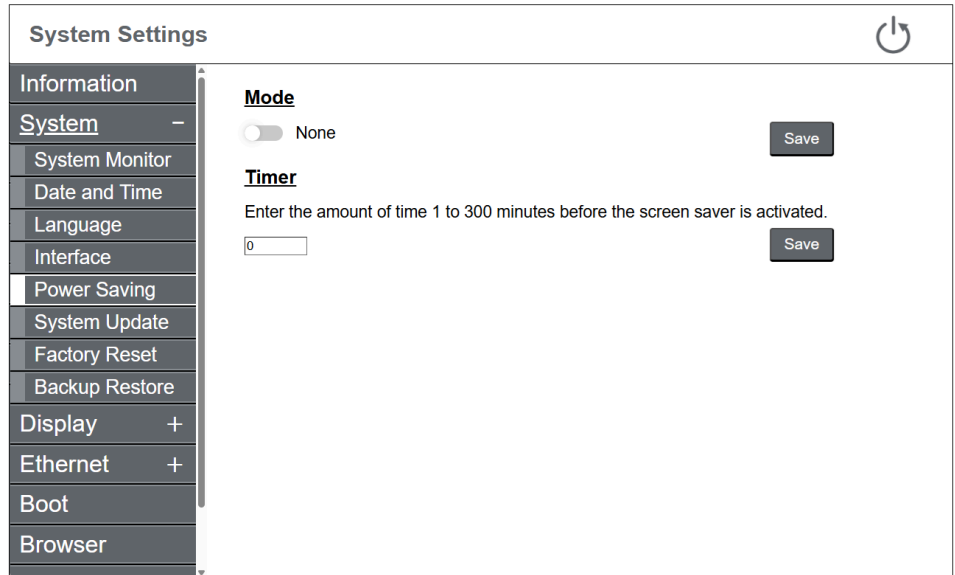 System Settings
Information
System −
System Monitor
Date and Time
Language
Interface
Power Saving
System Update
Factory Reset
Backup Restore
Display +
Ethernet +
Boot
Browser
Mode
None
Save
Timer
Enter the amount of time 1 to 300 minutes before the screen saver is activated.
0
Save